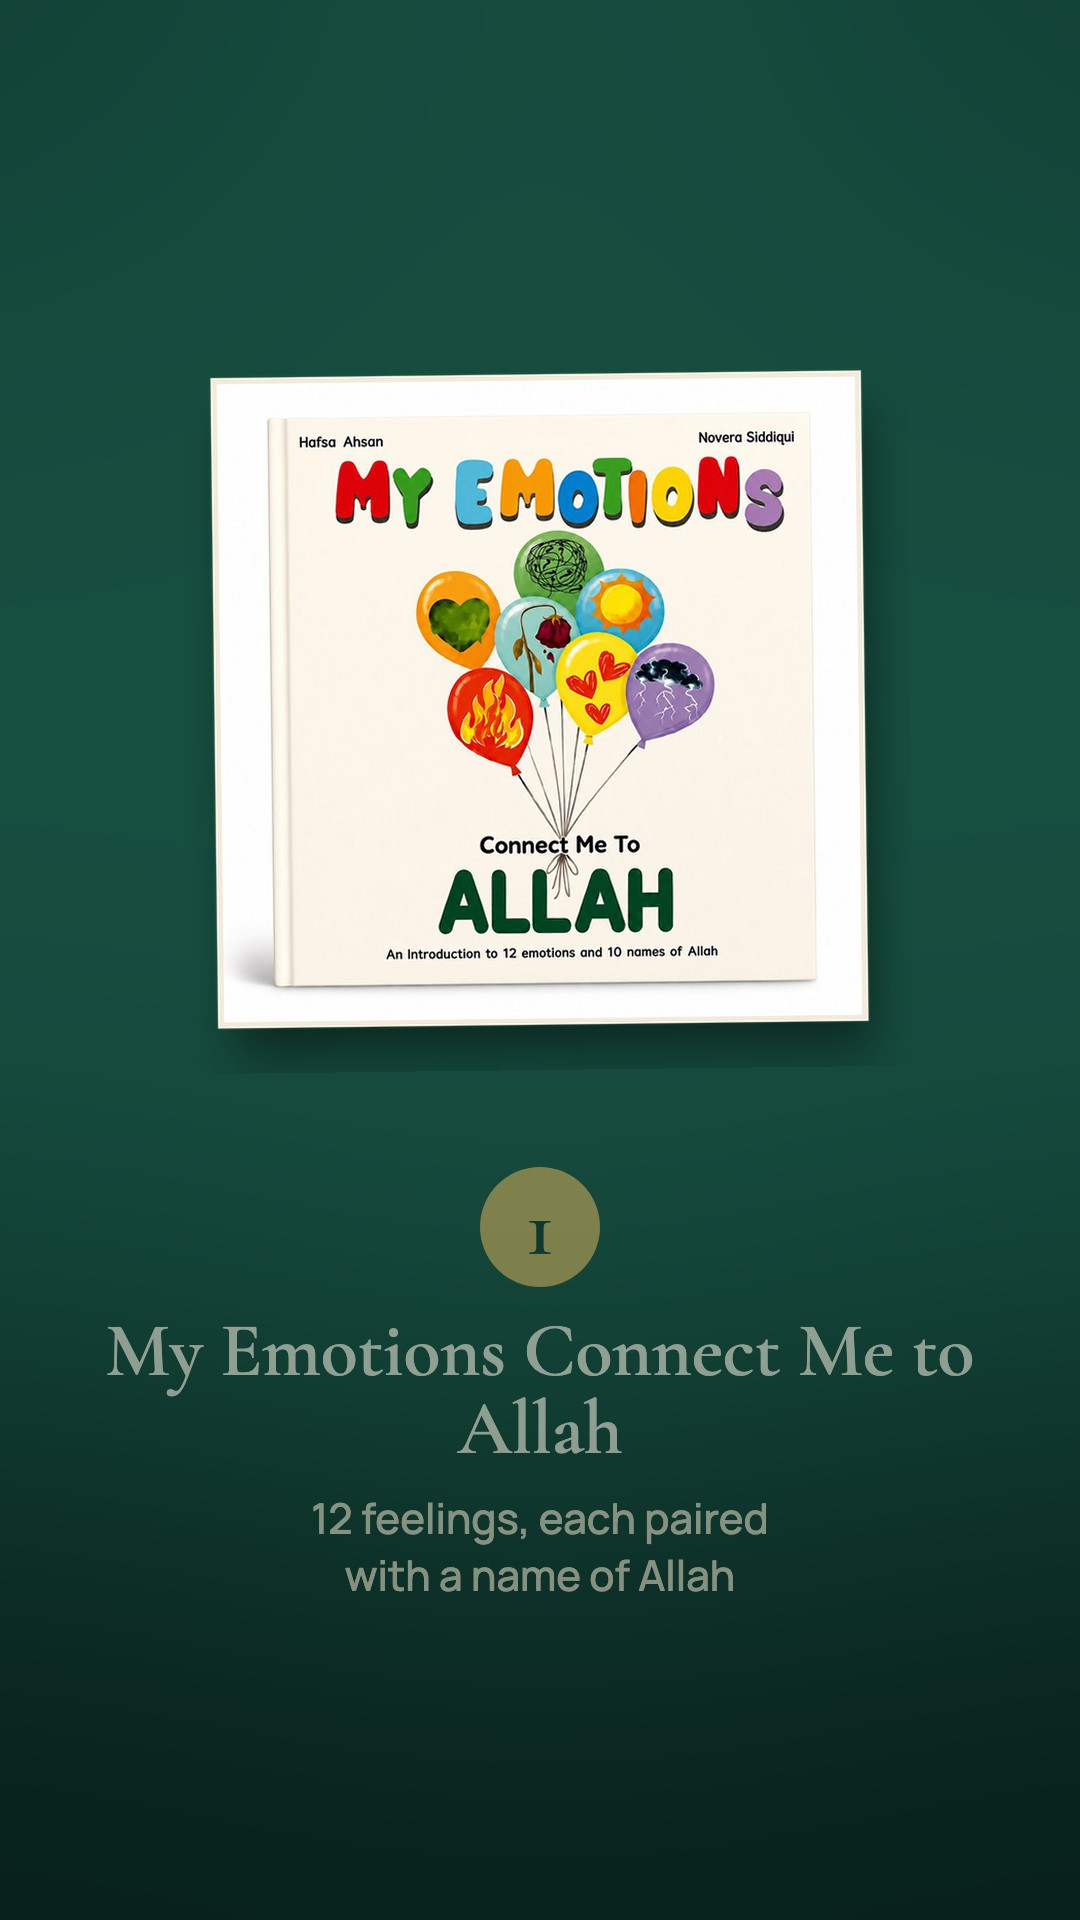 Hafsa Ahsan
Novera Siddiqui
MY EMOTIONS
Connect Me To
ALLAH
An Introduction to 12 emotions and 10 names of Allah
1
My Emotions Connect Me to
Allah
12 feelings, each paired
with a name of Allah